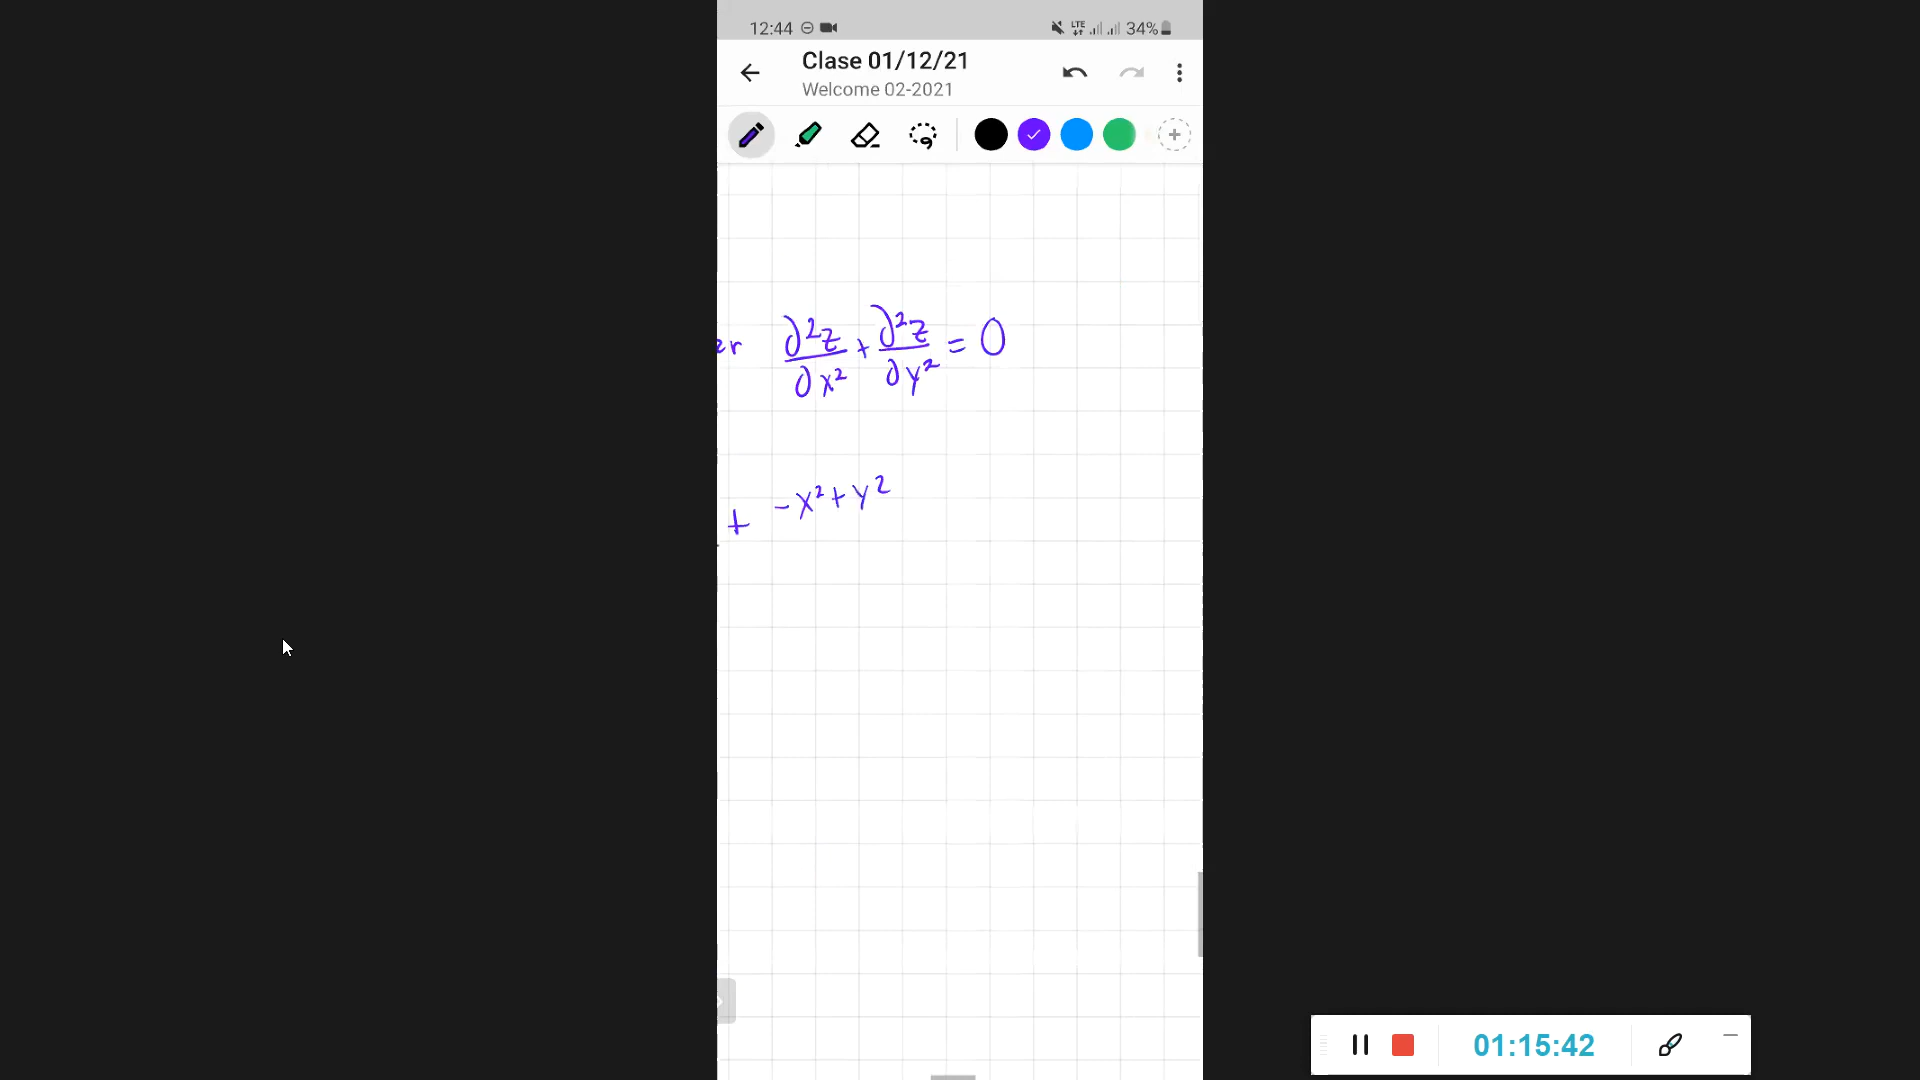 12:44 LTE 34%
Clase 01/12/21
Welcome 02-2021
∂²z/∂x² + ∂²z/∂y² = 0
+ -x²+y²
01:15:42